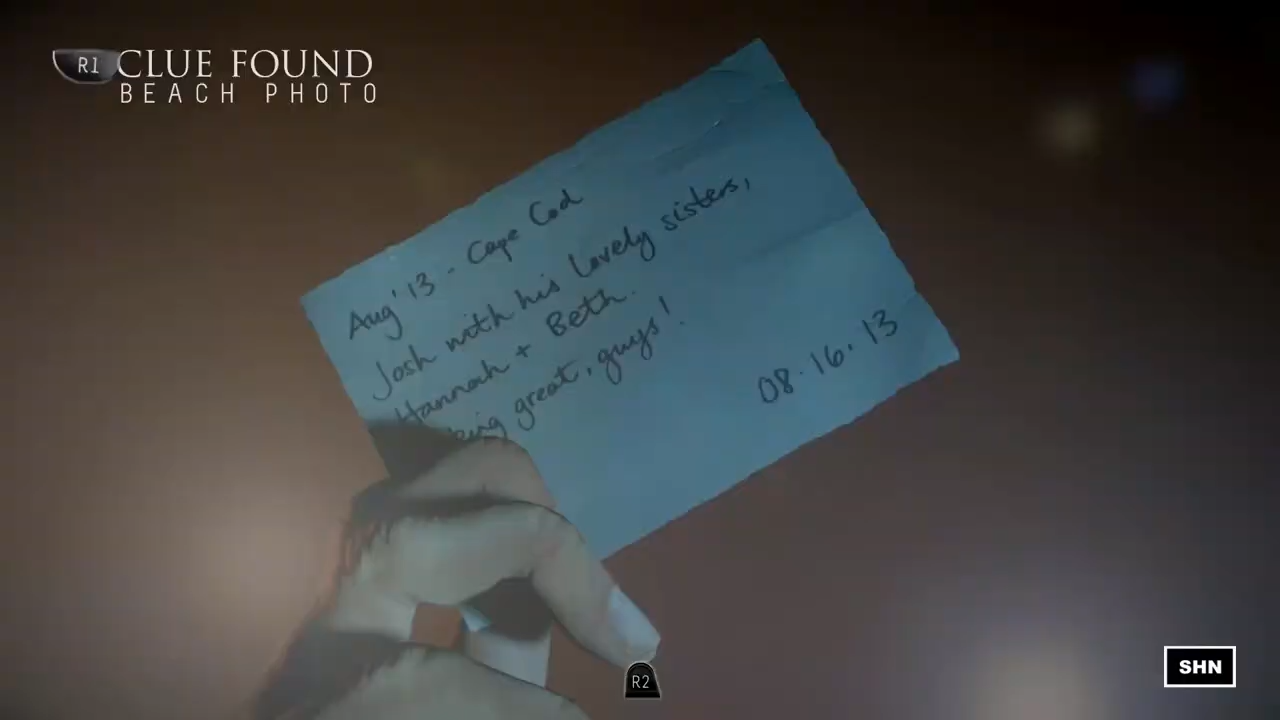 R1 CLUE FOUND
BEACH PHOTO
Aug '13 - Cape Cod
Josh with his lovely sisters,
Hannah + Beth.
great, guys!
08.16.13
R2
SHN